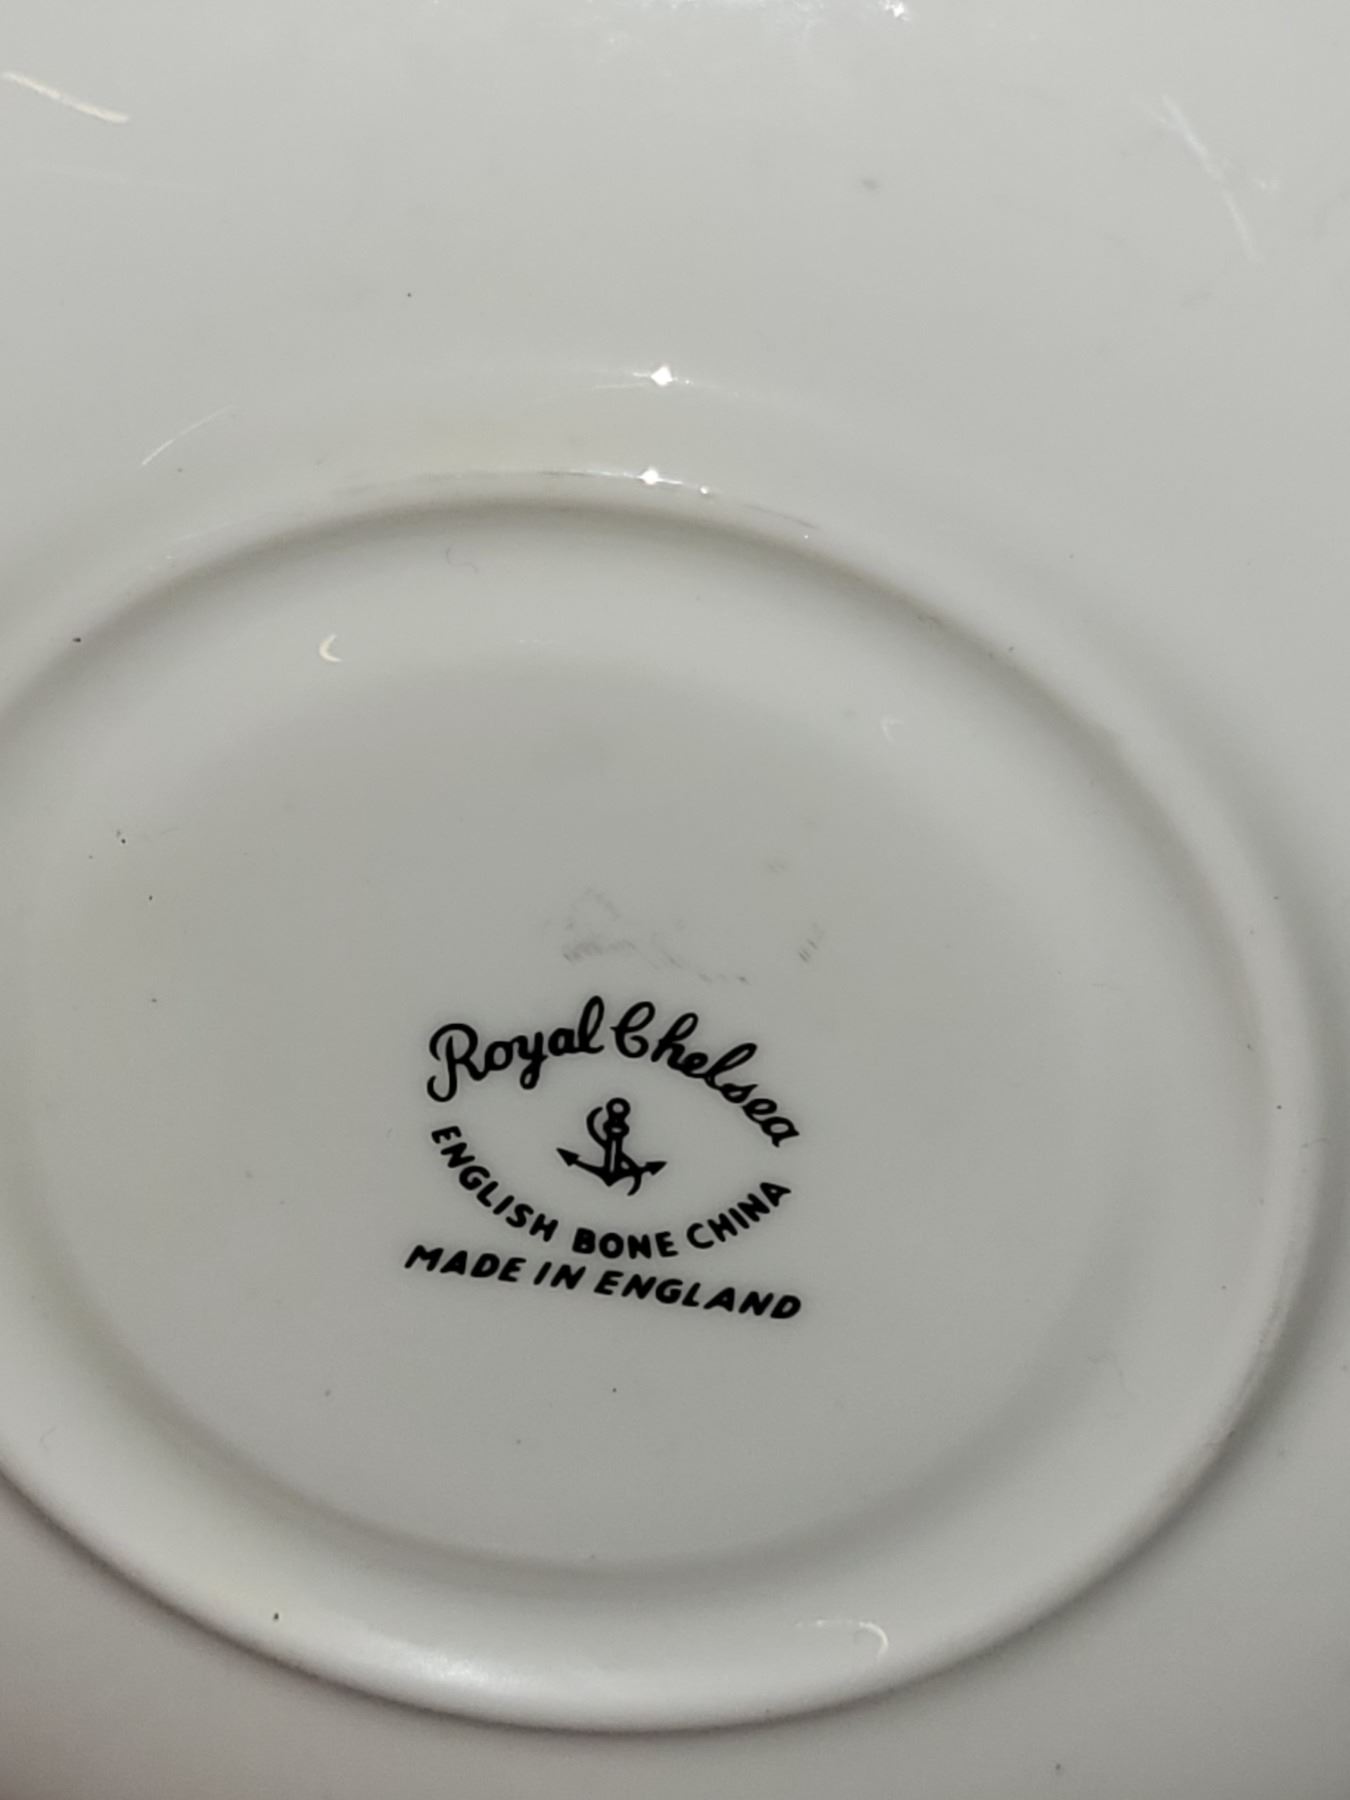 Royal Chelsea
ENGLISH BONE CHINA
MADE IN ENGLAND